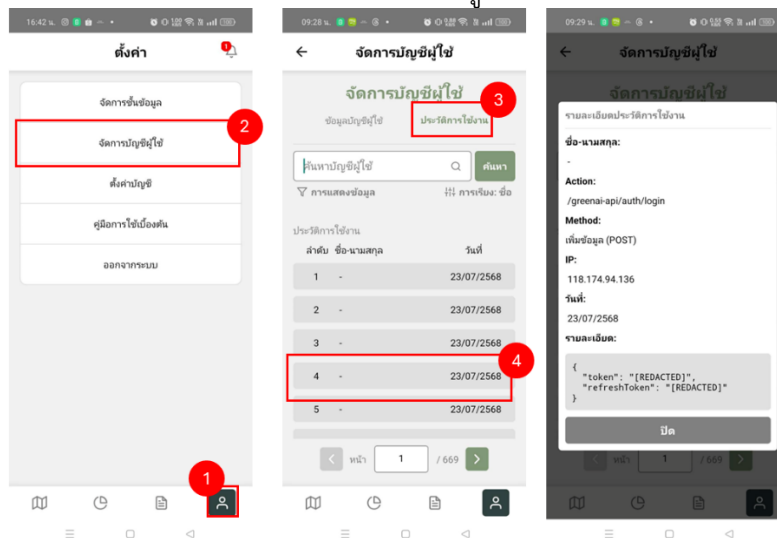 16:42 น.
ตั้งค่า
จัดการชั้นข้อมูล
2
จัดการบัญชีผู้ใช้
ตั้งค่าบัญชี
คู่มือการใช้เบื้องต้น
ออกจากระบบ
1
09:28 น.
จัดการบัญชีผู้ใช้
จัดการบัญชีผู้ใช้
3
ข้อมูลบัญชีผู้ใช้ ประวัติการใช้งาน
ค้นหาบัญชีผู้ใช้ ค้นหา
การแสดงข้อมูล การเรียง: ชื่อ
ประวัติการใช้งาน
ลำดับ ชื่อ-นามสกุล วันที่
1 - 23/07/2568
2 - 23/07/2568
3 - 23/07/2568
4
4 - 23/07/2568
5 - 23/07/2568
หน้า 1 / 669
09:29 น.
จัดการบัญชีผู้ใช้
จัดการบัญชีผู้ใช้
รายละเอียดประวัติการใช้งาน
ชื่อ-นามสกุล:
-
Action:
/greenai-api/auth/login
Method:
เพิ่มข้อมูล (POST)
IP:
118.174.94.136
วันที่:
23/07/2568
รายละเอียด:
{
"token": "[REDACTED]",
"refreshToken": "[REDACTED]"
}
ปิด
หน้า 1 / 669